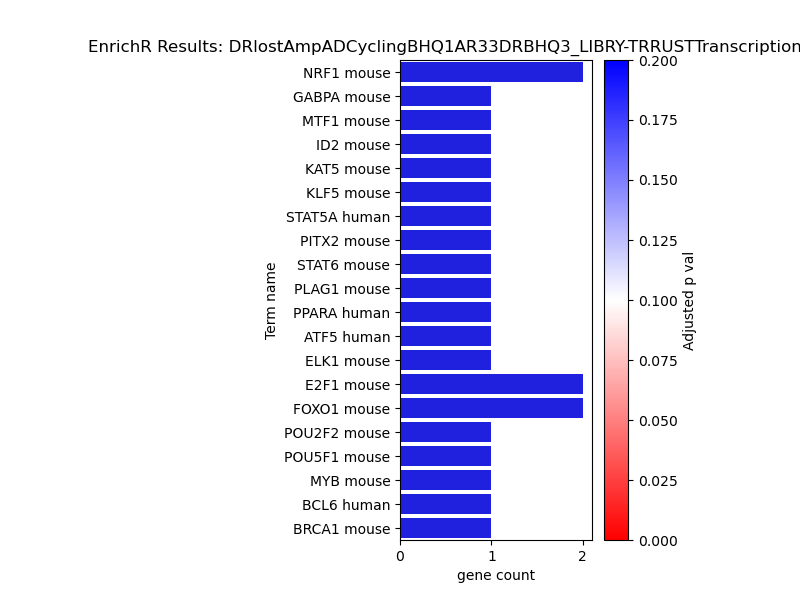 EnrichR Results: DRlostAmpADCyclingBHQ1AR33DRBHQ3_LIBRY-TRRUSTTranscription
NRF1 mouse
GABPA mouse
MTF1 mouse
ID2 mouse
KAT5 mouse
KLF5 mouse
STAT5A human
PITX2 mouse
STAT6 mouse
PLAG1 mouse
PPARA human
ATF5 human
ELK1 mouse
E2F1 mouse
FOXO1 mouse
POU2F2 mouse
POU5F1 mouse
MYB mouse
BCL6 human
BRCA1 mouse
Term name
0 1 2
gene count
0.200
0.175
0.150
0.125
0.100
0.075
0.050
0.025
0.000
Adjusted p val